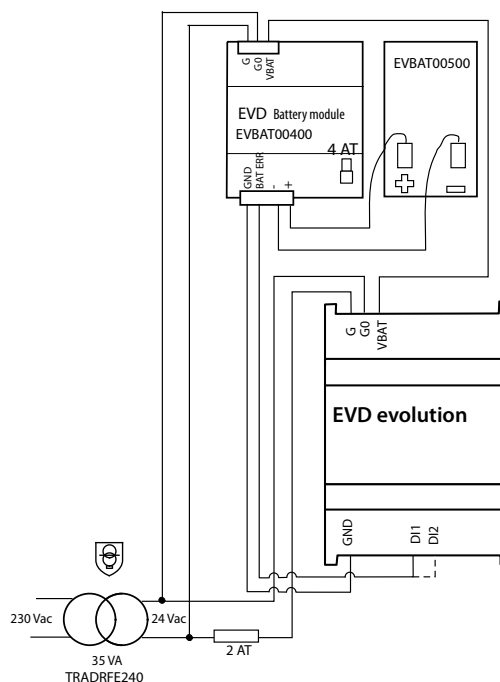 G
G0
VBAT
EVD Battery module
EVBAT00400
4 AT
GND
BAT ERR
-
+
EVBAT00500
G
G0
VBAT
EVD evolution
GND
DI1
DI2
230 Vac
24 Vac
35 VA
TRADRFE240
2 AT